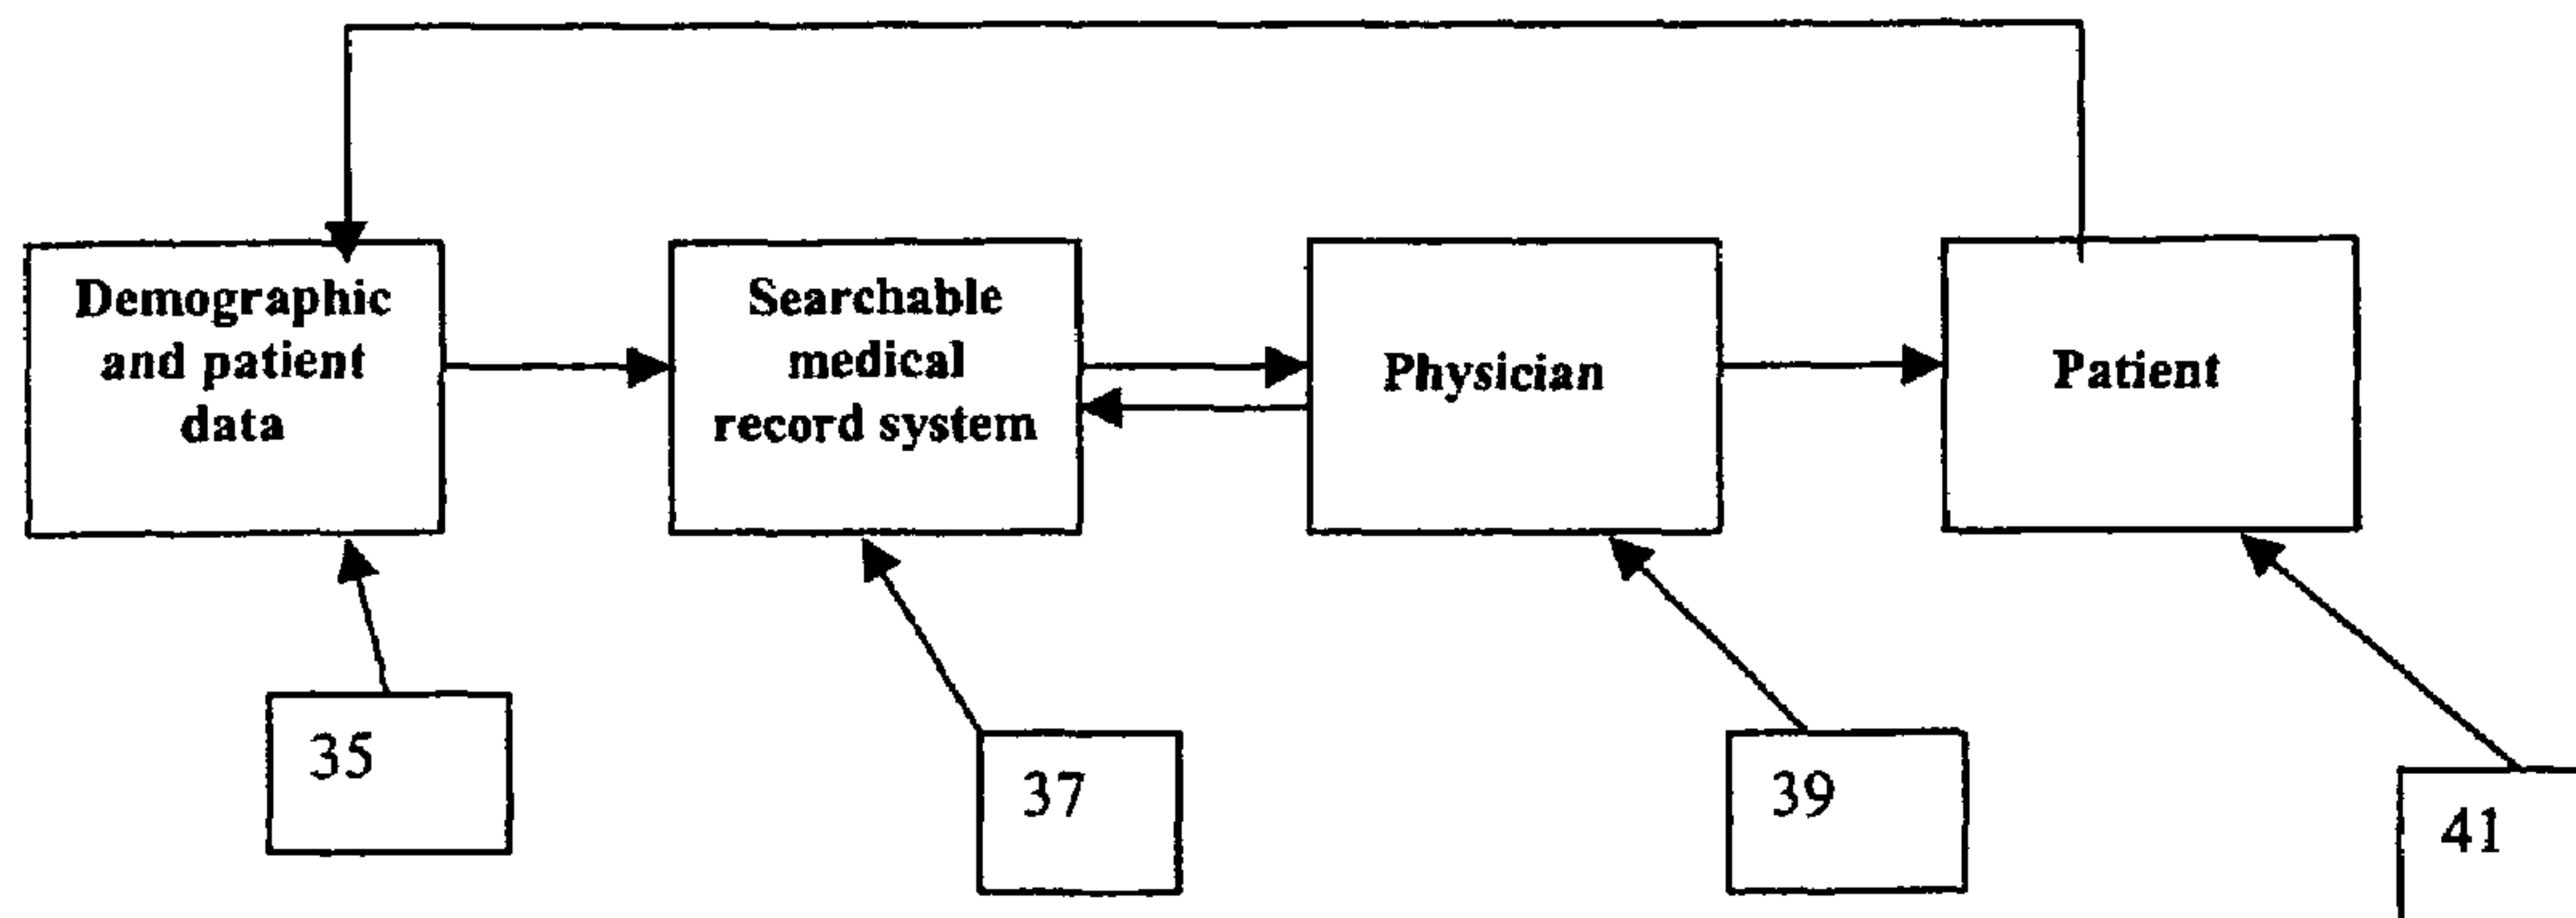 Demographic
and patient
data
Searchable
medical
record system
Physician
Patient
35
37
39
41